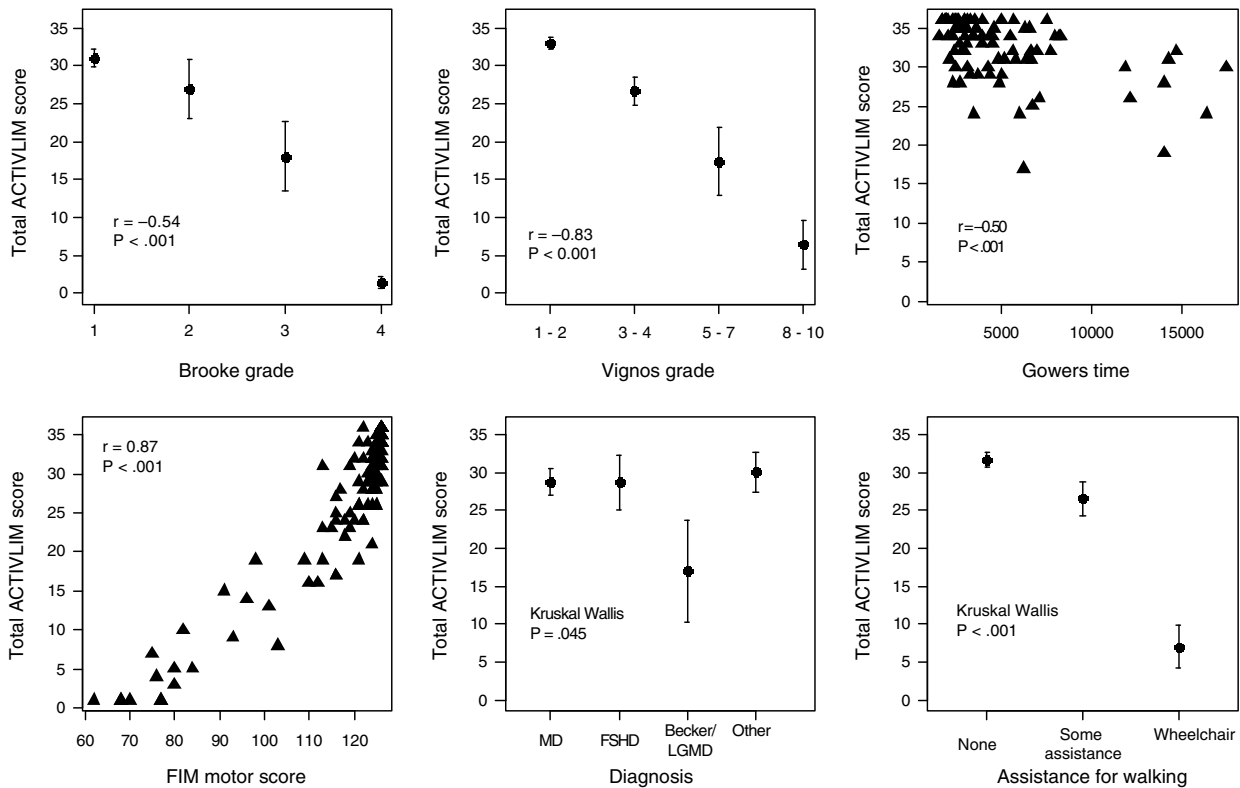 Total ACTIVLIM score
35
30
25
20
15
10
5
0
r = –0.54
P < .001
1 2 3 4
Brooke grade
Total ACTIVLIM score
35
30
25
20
15
10
5
0
r = –0.83
P < 0.001
1 - 2 3 - 4 5 - 7 8 - 10
Vignos grade
Total ACTIVLIM score
35
30
25
20
15
10
5
0
r=–0.50
P<.001
5000 10000 15000
Gowers time
Total ACTIVLIM score
35
30
25
20
15
10
5
0
r = 0.87
P < .001
60 70 80 90 100 110 120
FIM motor score
Total ACTIVLIM score
35
30
25
20
15
10
5
0
Kruskal Wallis
P = .045
MD FSHD Becker/ Other
LGMD
Diagnosis
Total ACTIVLIM score
35
30
25
20
15
10
5
0
Kruskal Wallis
P < .001
None Some Wheelchair
assistance
Assistance for walking